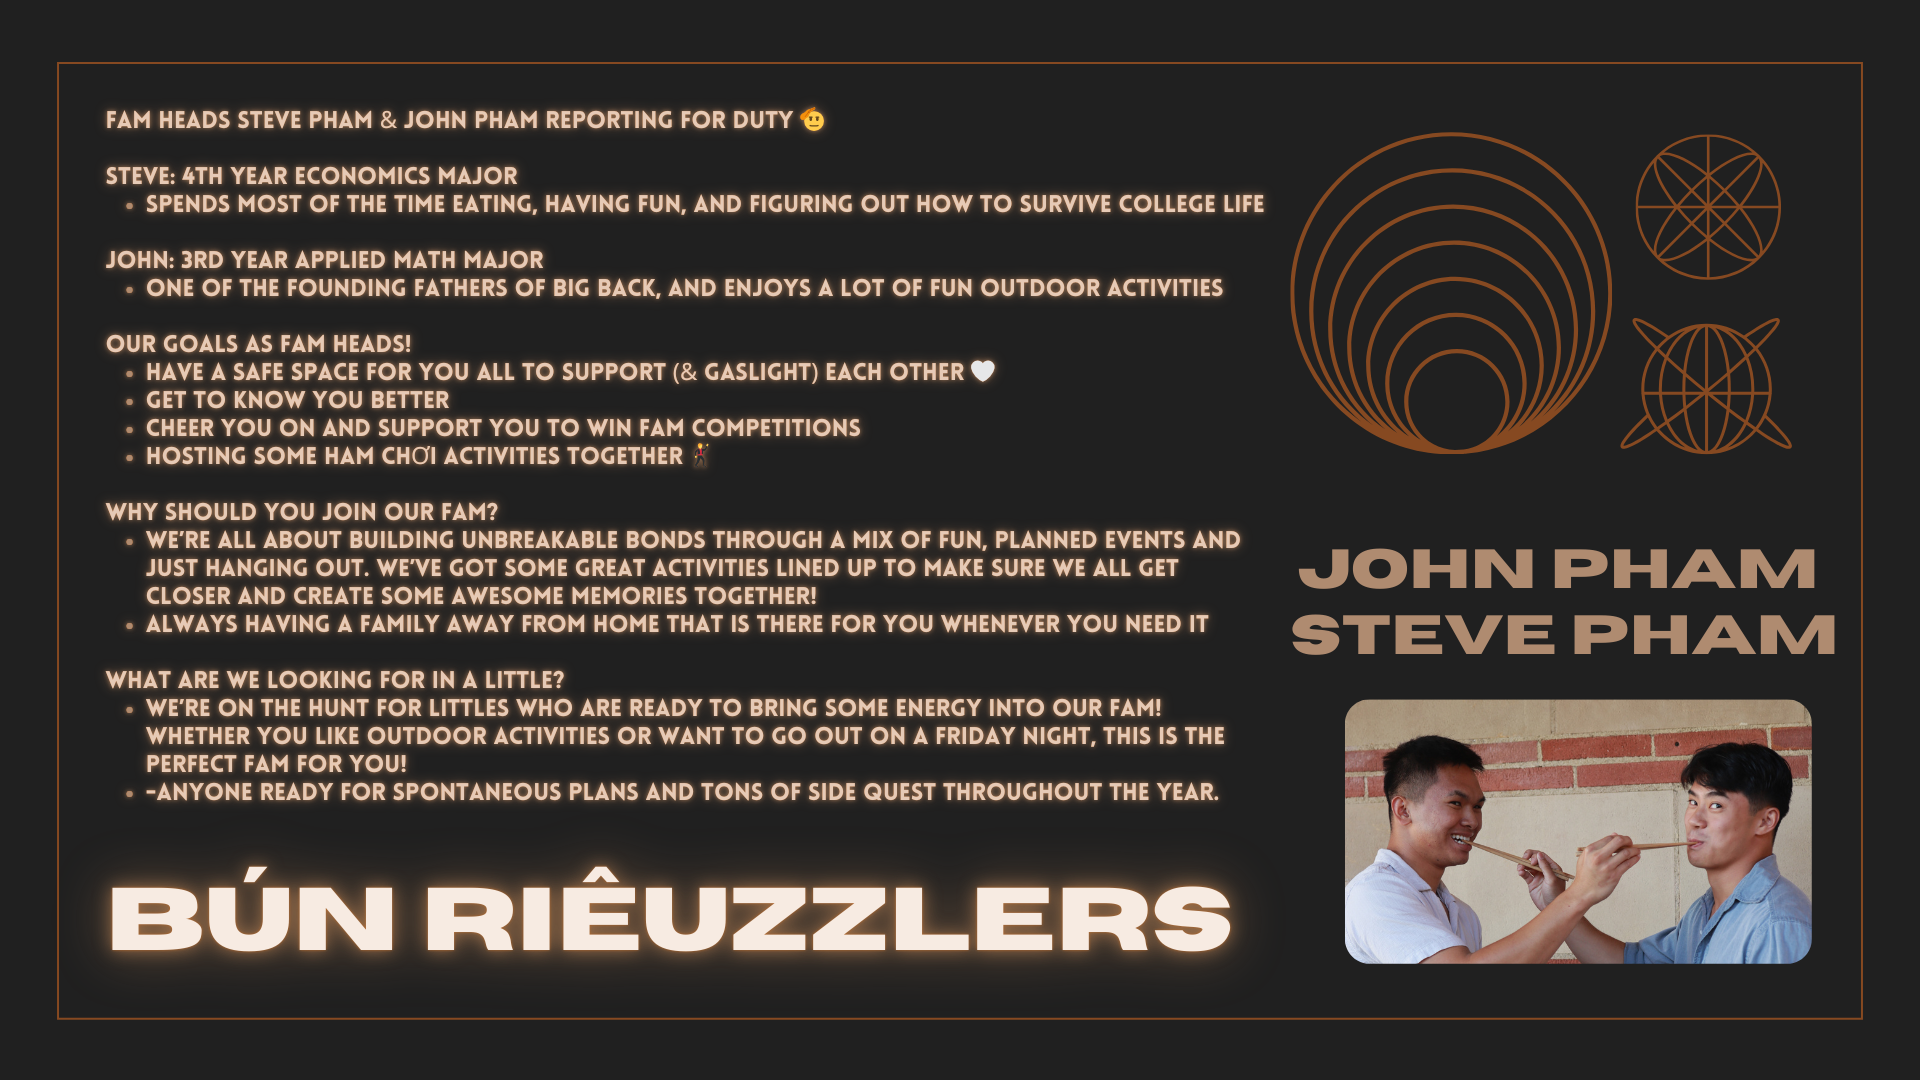 FAM HEADS STEVE PHAM & JOHN PHAM REPORTING FOR DUTY 🫡
STEVE: 4TH YEAR ECONOMICS MAJOR
• SPENDS MOST OF THE TIME EATING, HAVING FUN, AND FIGURING OUT HOW TO SURVIVE COLLEGE LIFE
JOHN: 3RD YEAR APPLIED MATH MAJOR
• ONE OF THE FOUNDING FATHERS OF BIG BACK, AND ENJOYS A LOT OF FUN OUTDOOR ACTIVITIES
OUR GOALS AS FAM HEADS!
• HAVE A SAFE SPACE FOR YOU ALL TO SUPPORT (& GASLIGHT) EACH OTHER 🤍
• GET TO KNOW YOU BETTER
• CHEER YOU ON AND SUPPORT YOU TO WIN FAM COMPETITIONS
• HOSTING SOME HAM CHƠI ACTIVITIES TOGETHER 🕺
WHY SHOULD YOU JOIN OUR FAM?
• WE'RE ALL ABOUT BUILDING UNBREAKABLE BONDS THROUGH A MIX OF FUN, PLANNED EVENTS AND
JUST HANGING OUT. WE'VE GOT SOME GREAT ACTIVITIES LINED UP TO MAKE SURE WE ALL GET
CLOSER AND CREATE SOME AWESOME MEMORIES TOGETHER!
• ALWAYS HAVING A FAMILY AWAY FROM HOME THAT IS THERE FOR YOU WHENEVER YOU NEED IT
WHAT ARE WE LOOKING FOR IN A LITTLE?
• WE'RE ON THE HUNT FOR LITTLES WHO ARE READY TO BRING SOME ENERGY INTO OUR FAM!
WHETHER YOU LIKE OUTDOOR ACTIVITIES OR WANT TO GO OUT ON A FRIDAY NIGHT, THIS IS THE
PERFECT FAM FOR YOU!
• -ANYONE READY FOR SPONTANEOUS PLANS AND TONS OF SIDE QUEST THROUGHOUT THE YEAR.
BÚN RIÊUZZLERS
JOHN PHAM
STEVE PHAM